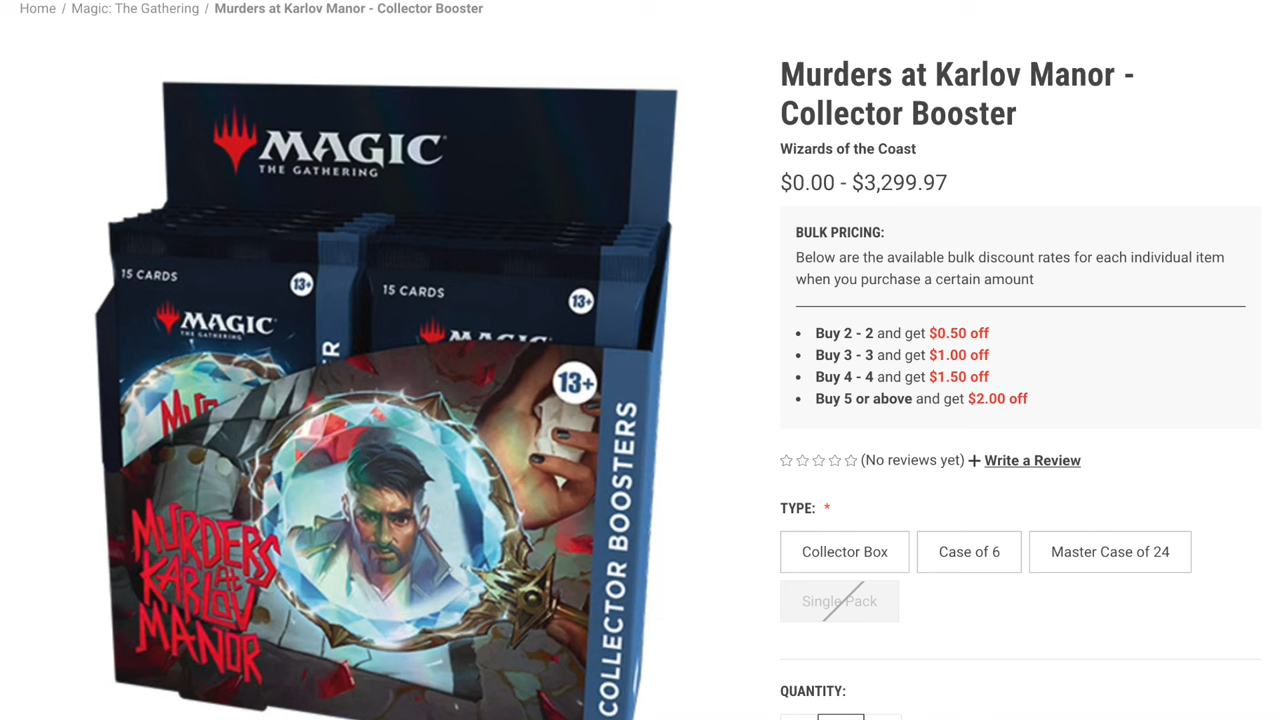 Home / Magic: The Gathering / Murders at Karlov Manor - Collector Booster
MAGIC
THE GATHERING
15 CARDS
13+
MAGIC
THE GATHERING
R
MUR
15 CARDS
13+
MAGIC
13+
MURDERS
AT
KARLOV
MANOR
COLLECTOR BOOSTERS
Murders at Karlov Manor -
Collector Booster
Wizards of the Coast
$0.00 - $3,299.97
BULK PRICING:
Below are the available bulk discount rates for each individual item
when you purchase a certain amount
Buy 2 - 2 and get $0.50 off
Buy 3 - 3 and get $1.00 off
Buy 4 - 4 and get $1.50 off
Buy 5 or above and get $2.00 off
(No reviews yet) + Write a Review
TYPE: *
Collector Box
Case of 6
Master Case of 24
Single Pack
QUANTITY: